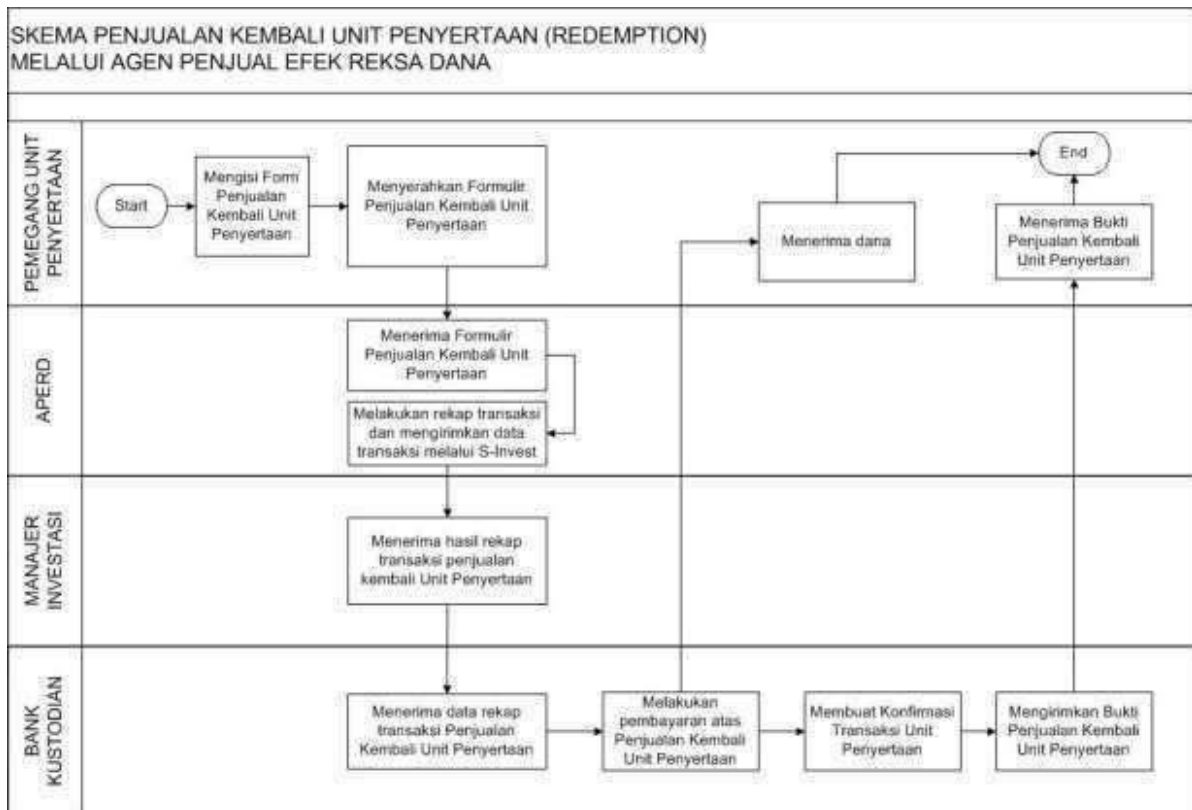 SKEMA PENJUALAN KEMBALI UNIT PENYERTAAN (REDEMPTION)
MELALUI AGEN PENJUAL EFEK REKSA DANA
PEMEGANG UNIT
PENYERTAAN
Start
Mengisi Form
Penjualan
Kembali Unit
Penyertaan
Menyerahkan Formulir
Penjualan Kembali Unit
Penyertaan
Menerima dana
End
Menerima Bukti
Penjualan Kembali
Unit Penyertaan
APERD
Menerima Formulir
Penjualan Kembali Unit
Penyertaan
Melakukan rekap transaksi
dan mengirimkan data
transaksi melalui S-Invest
MANAJER
INVESTASI
Menerima hasil rekap
transaksi penjualan
kembali Unit Penyertaan
BANK
KUSTODIAN
Menerima data rekap
transaksi Penjualan
Kembali Unit Penyertaan
Melakukan
pembayaran atas
Penjualan Kembali
Unit Penyertaan
Membuat Konfirmasi
Transaksi Unit
Penyertaan
Mengirimkan Bukti
Penjualan Kembali
Unit Penyertaan